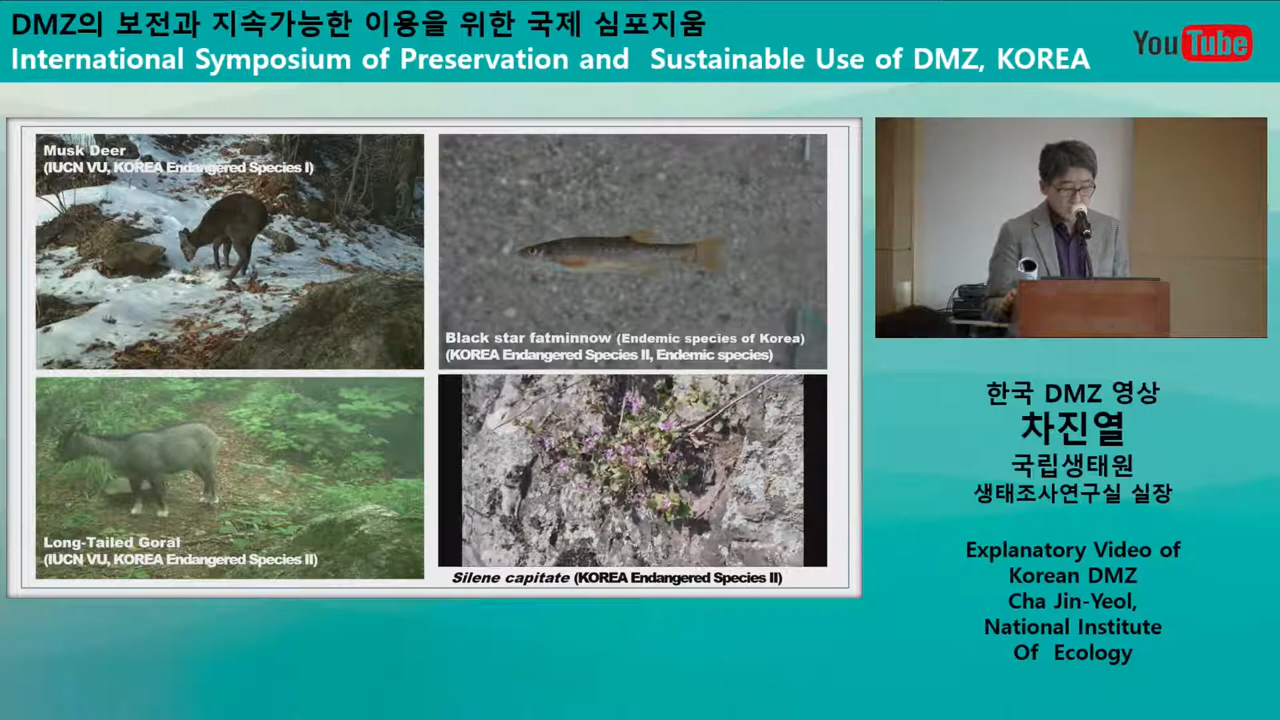 DMZ의 보전과 지속가능한 이용을 위한 국제 심포지움
International Symposium of Preservation and Sustainable Use of DMZ, KOREA
YouTube
Musk Deer
(IUCN VU, KOREA Endangered Species I)
Black star fatminnow (Endemic species of Korea)
(KOREA Endangered Species II, Endemic species)
Long-Tailed Goral
(IUCN VU, KOREA Endangered Species II)
Silene capitate (KOREA Endangered Species II)
한국 DMZ 영상
차진열
국립생태원
생태조사연구실 실장
Explanatory Video of
Korean DMZ
Cha Jin-Yeol,
National Institute
Of Ecology